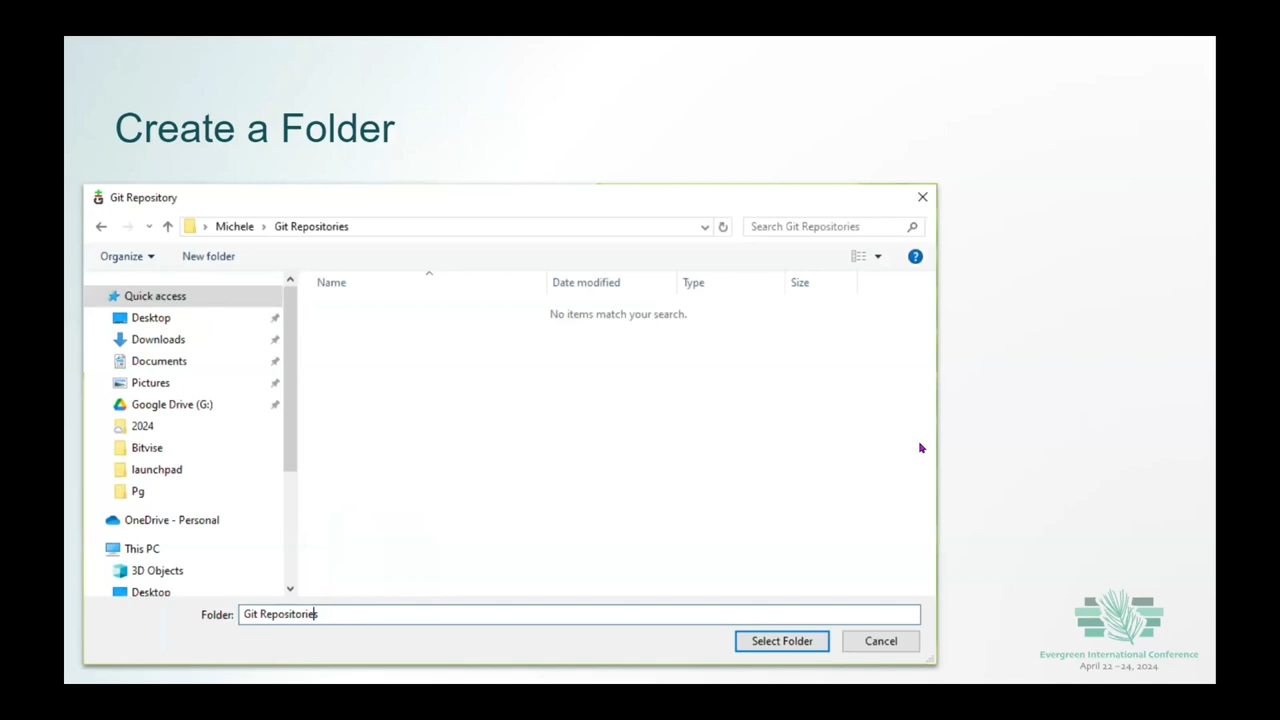 Create a Folder
Git Repository
Michele > Git Repositories
Search Git Repositories
Organize
New folder
Name
Date modified
Type
Size
Quick access
No items match your search.
Desktop
Downloads
Documents
Pictures
Google Drive (G:)
2024
Bitvise
launchpad
Pg
OneDrive - Personal
This PC
3D Objects
Desktop
Folder: Git Repositories
Select Folder
Cancel
Evergreen International Conference
April 22 –24, 2024